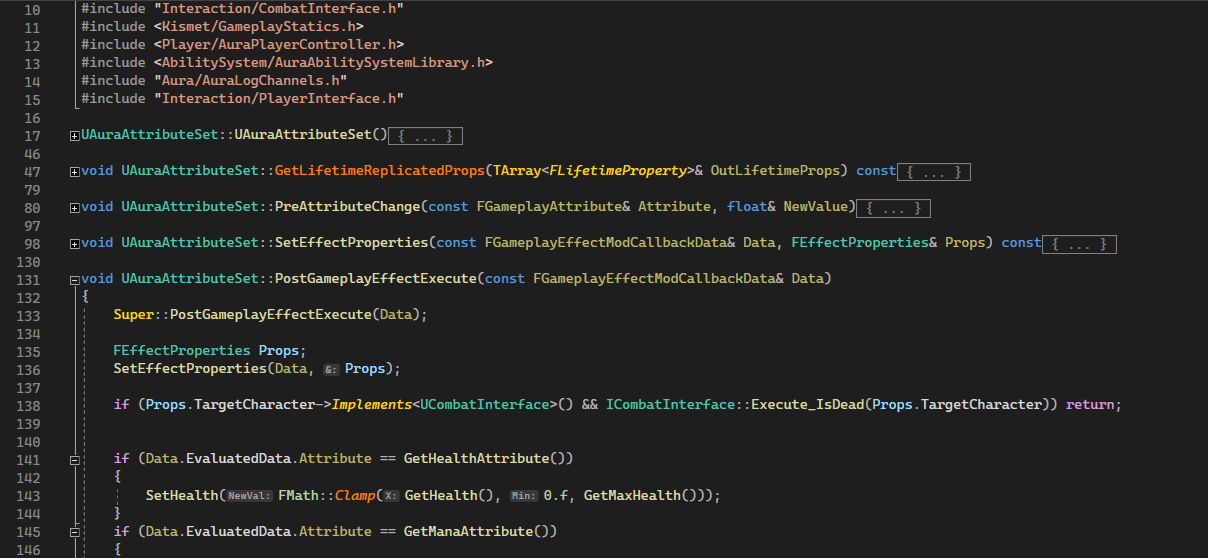 10 #include "Interaction/CombatInterface.h"
11 #include <Kismet/GameplayStatics.h>
12 #include <Player/AuraPlayerController.h>
13 #include <AbilitySystem/AuraAbilitySystemLibrary.h>
14 #include "Aura/AuraLogChannels.h"
15 #include "Interaction/PlayerInterface.h"
16
17 UAuraAttributeSet::UAuraAttributeSet() { ... }
46
47 void UAuraAttributeSet::GetLifetimeReplicatedProps(TArray<FLifetimeProperty>& OutLifetimeProps) const { ... }
79
80 void UAuraAttributeSet::PreAttributeChange(const FGameplayAttribute& Attribute, float& NewValue) { ... }
97
98 void UAuraAttributeSet::SetEffectProperties(const FGameplayEffectModCallbackData& Data, FEffectProperties& Props) const { ... }
130
131 void UAuraAttributeSet::PostGameplayEffectExecute(const FGameplayEffectModCallbackData& Data)
132 {
133 Super::PostGameplayEffectExecute(Data);
134
135 FEffectProperties Props;
136 SetEffectProperties(Data, &: Props);
137
138 if (Props.TargetCharacter->Implements<UCombatInterface>() && ICombatInterface::Execute_IsDead(Props.TargetCharacter)) return;
139
140
141 if (Data.EvaluatedData.Attribute == GetHealthAttribute())
142 {
143 SetHealth(NewVal: FMath::Clamp(X: GetHealth(), Min: 0.f, GetMaxHealth()));
144 }
145 if (Data.EvaluatedData.Attribute == GetManaAttribute())
146 {